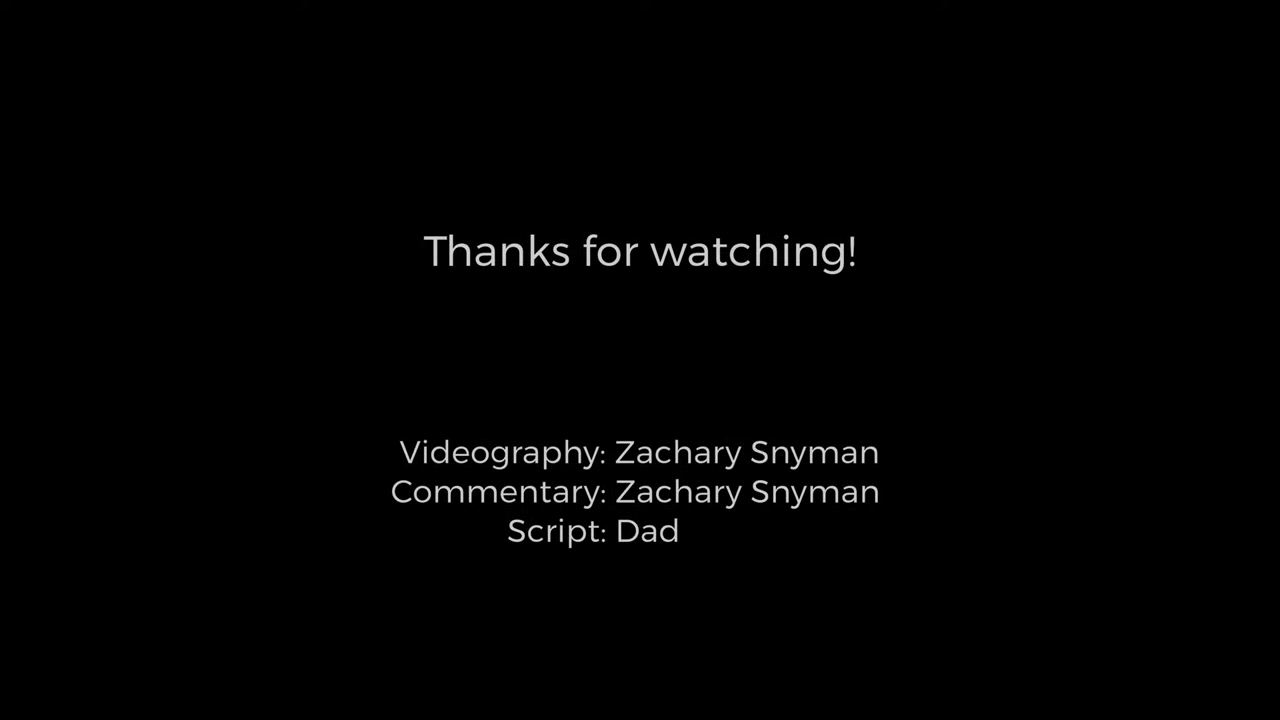 Thanks for watching!
Videography: Zachary Snyman
Commentary: Zachary Snyman
Script: Dad